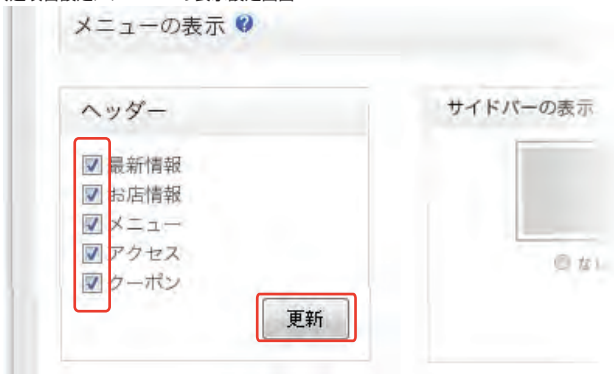 メニューの表示 ?
ヘッダー
最新情報
お店情報
メニュー
アクセス
クーポン
更新
サイドバーの表示
なし